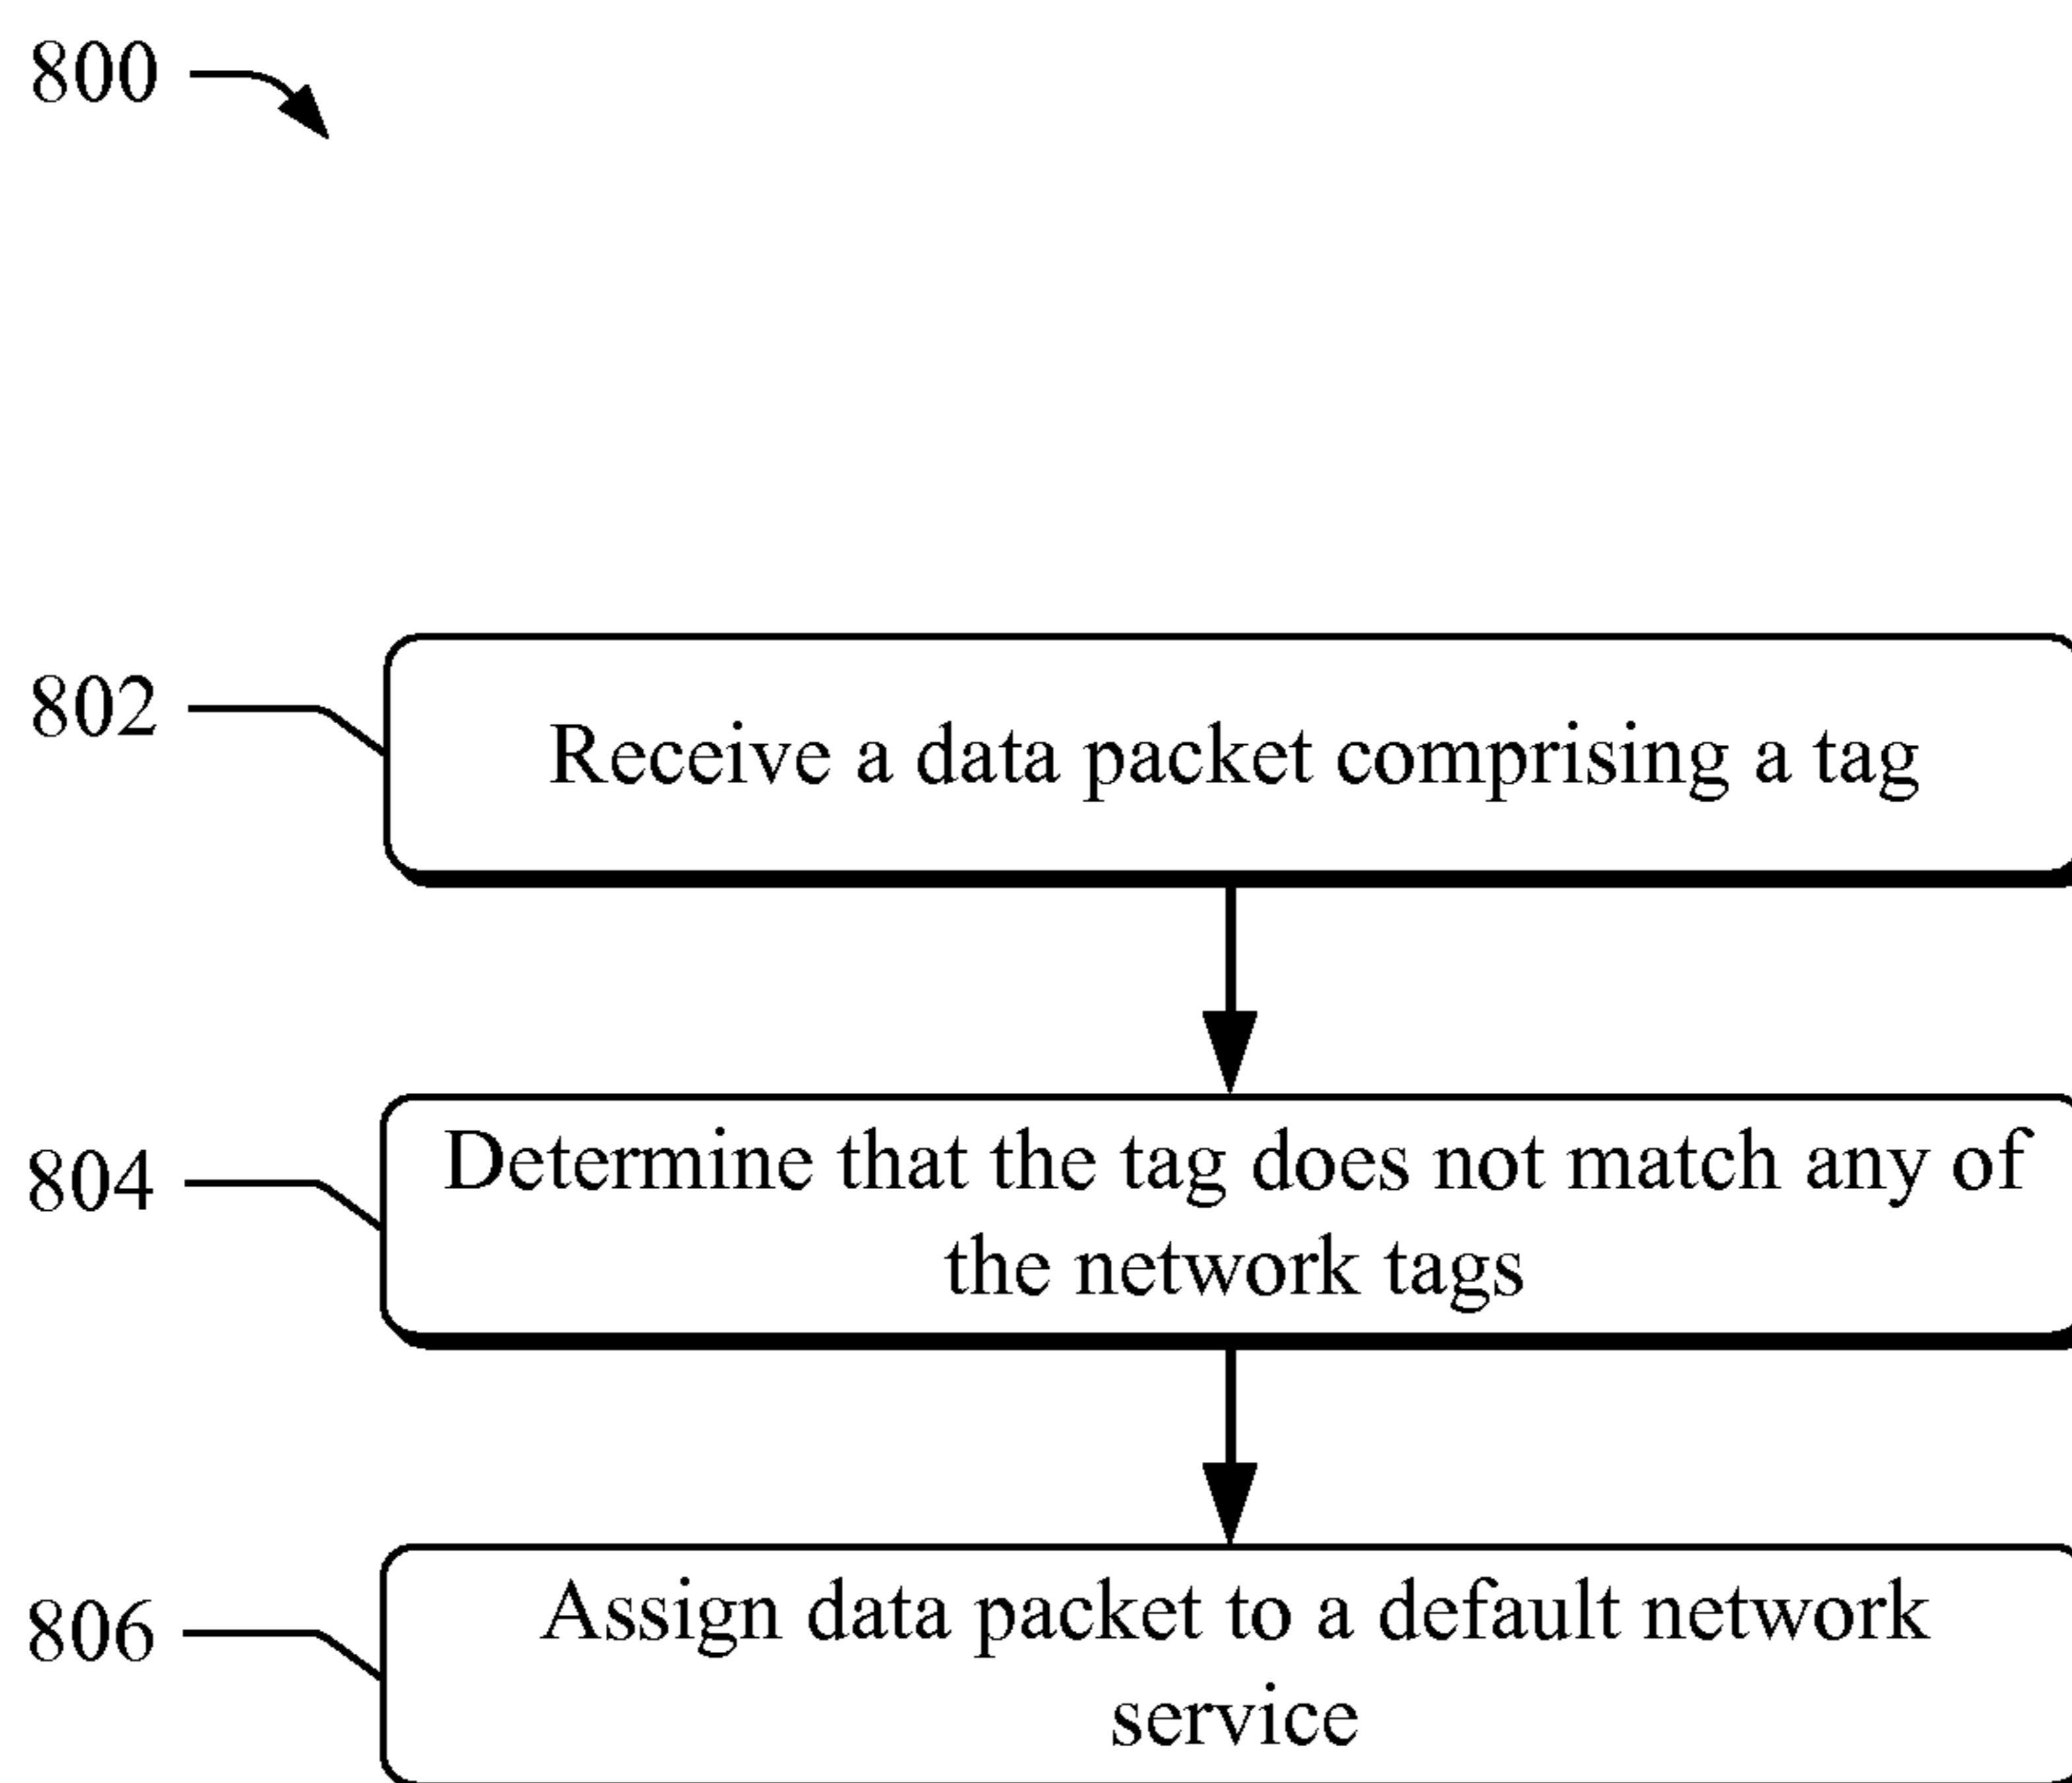 800
802
Receive a data packet comprising a tag
804
Determine that the tag does not match any of
the network tags
806
Assign data packet to a default network
service